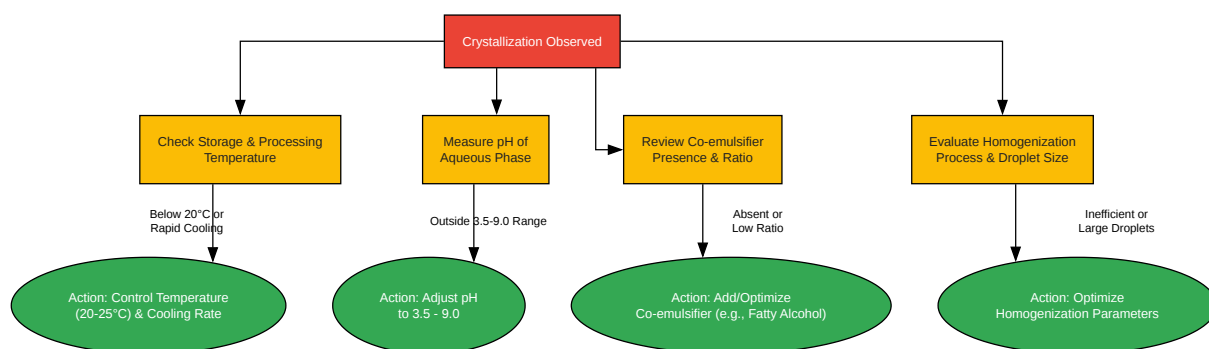 Crystallization Observed
Check Storage & Processing
Temperature
Measure pH of
Aqueous Phase
Review Co-emulsifier
Presence & Ratio
Evaluate Homogenization
Process & Droplet Size
Below 20°C or
Rapid Cooling
Outside 3.5-9.0 Range
Absent or
Low Ratio
Inefficient or
Large Droplets
Action: Control Temperature
(20-25°C) & Cooling Rate
Action: Adjust pH
to 3.5 - 9.0
Action: Add/Optimize
Co-emulsifier (e.g., Fatty Alcohol)
Action: Optimize
Homogenization Parameters